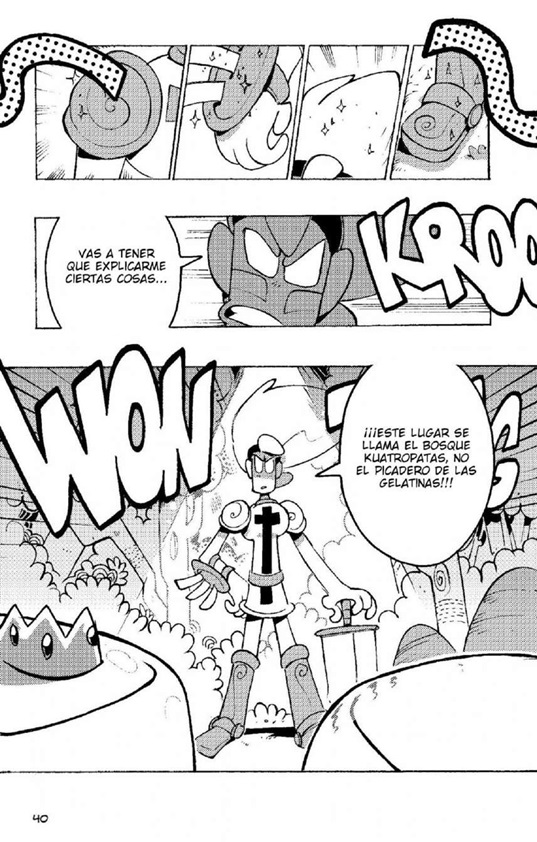 VAS A TENER
QUE EXPLICARME
CIERTAS COSAS...
KROO
WON
¡¡¡ESTE LUGAR SE
LLAMA EL BOSQUE
KUATROPATAS, NO
EL PICADERO DE LAS
GELATINAS!!!
40